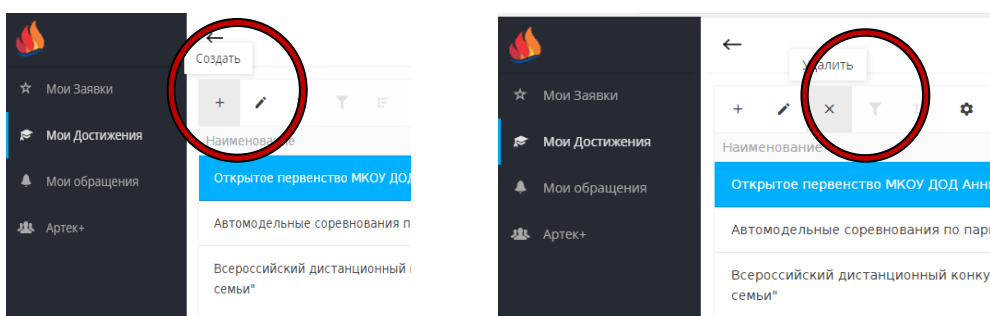 Создать
Мои Заявки
Мои Достижения
Мои обращения
Артек+
Наименование
Открытое первенство МКОУ ДОД
Автомодельные соревнования п
Всероссийский дистанционный
семьи"
Удалить
Мои Заявки
Мои Достижения
Мои обращения
Артек+
Наименование
Открытое первенство МКОУ ДОД Анн
Автомодельные соревнования по пар
Всероссийский дистанционный конку
семьи"